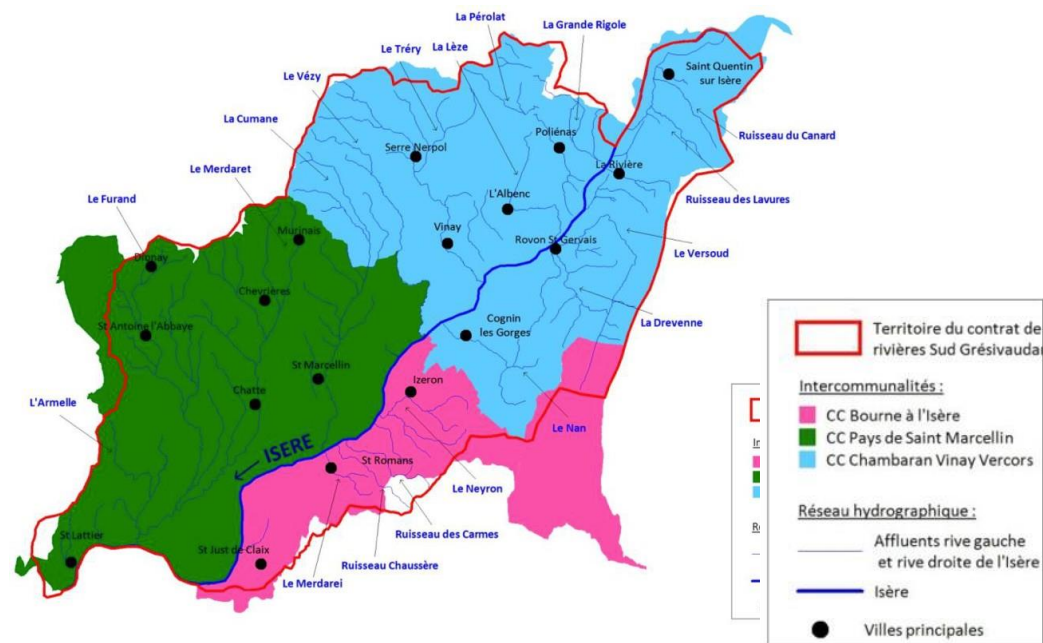 La Pérolat
La Grande Rigole
Le Tréry
La Lèze
Saint Quentin
sur Isère
Le Vézy
La Cumane
Poliénas
Ruisseau du Canard
Serre Nerpol
La Rivière
Le Merdaret
L'Albenc
Ruisseau des Lavures
Le Furand
Murinais
Vinay
Rovon St Gervais
Le Versoud
Dionay
Chevrières
Cognin
les Gorges
La Drevenne
St Antoine l'Abbaye
St Marcellin
Izeron
L'Armelle
Chatte
Le Nan
ISERE
St Romans
Le Neyron
Ruisseau des Carmes
St Lattier
St Just de Claix
Ruisseau Chaussère
Le Merdarei
Territoire du contrat de
rivières Sud Grésivaudan
Intercommunalités :
CC Bourne à l'Isère
CC Pays de Saint Marcellin
CC Chambaran Vinay Vercors
Réseau hydrographique :
Affluents rive gauche
et rive droite de l'Isère
Isère
Villes principales